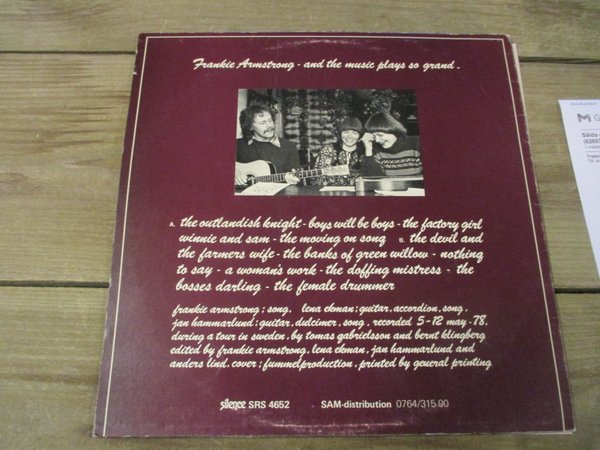 Frankie Armstrong - and the music plays so grand.
A. the outlandish knight - boys will be boys - the factory girl
winnie and sam - the moving on song B. the devil and
the farmers wife - the banks of green willow - nothing
to say - a woman's work - the doffing mistress - the
bosses darling - the female drummer
frankie armstrong: song, lena ekman: guitar, accordion, song,
jan hammarlund: guitar, dulcimer, song, recorded 5-12 may -78,
during a tour in sweden, by tomas gabrielsson and bernt klingberg
edited by frankie armstrong, lena ekman, jan hammarlund and
anders lind, cover: fummelproduction, printed by general printing
silence SRS 4652 SAM-distribution 0764/315 90
M G